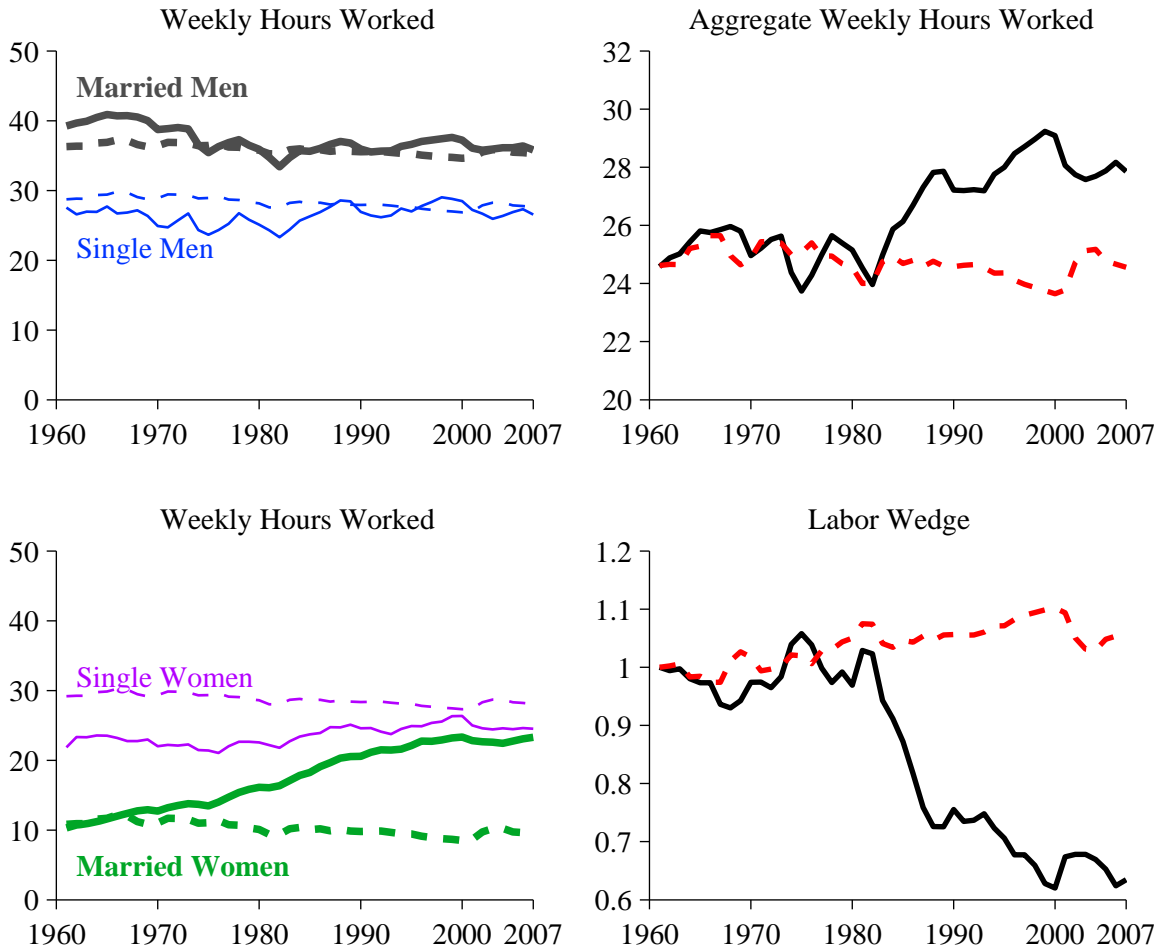 Weekly Hours Worked
50
40
30
20
10
0
Married Men
Single Men
1960 1970 1980 1990 2000 2007
Aggregate Weekly Hours Worked
32
30
28
26
24
22
20
1960 1970 1980 1990 2000 2007
Weekly Hours Worked
50
40
30
20
10
0
Single Women
Married Women
1960 1970 1980 1990 2000 2007
Labor Wedge
1.2
1.1
1
0.9
0.8
0.7
0.6
1960 1970 1980 1990 2000 2007